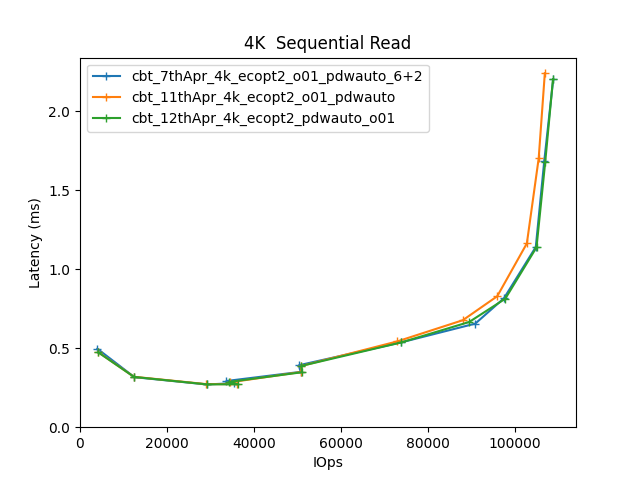 4K  Sequential Read
cbt_7thApr_4k_ecopt2_o01_pdwauto_6+2
cbt_11thApr_4k_ecopt2_o01_pdwauto
cbt_12thApr_4k_ecopt2_pdwauto_o01
Latency (ms)
2.0
1.5
1.0
0.5
0.0
0 20000 40000 60000 80000 100000
IOps